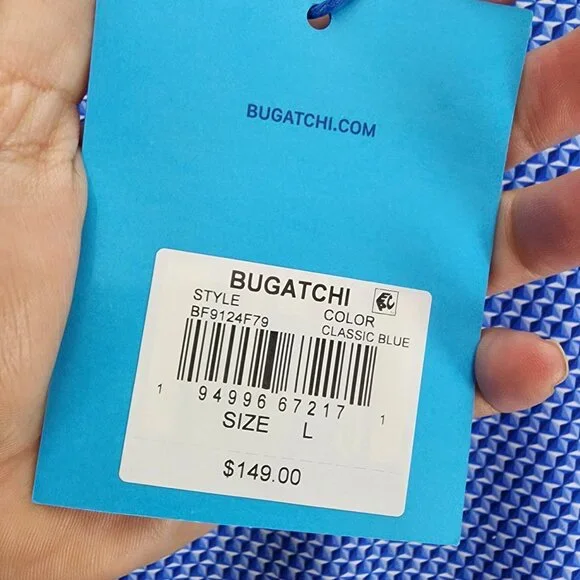 BUGATCHI.COM
BUGATCHI
STYLE COLOR
BF9124F79 CLASSIC BLUE
1 94996 67217 1
SIZE L
$149.00